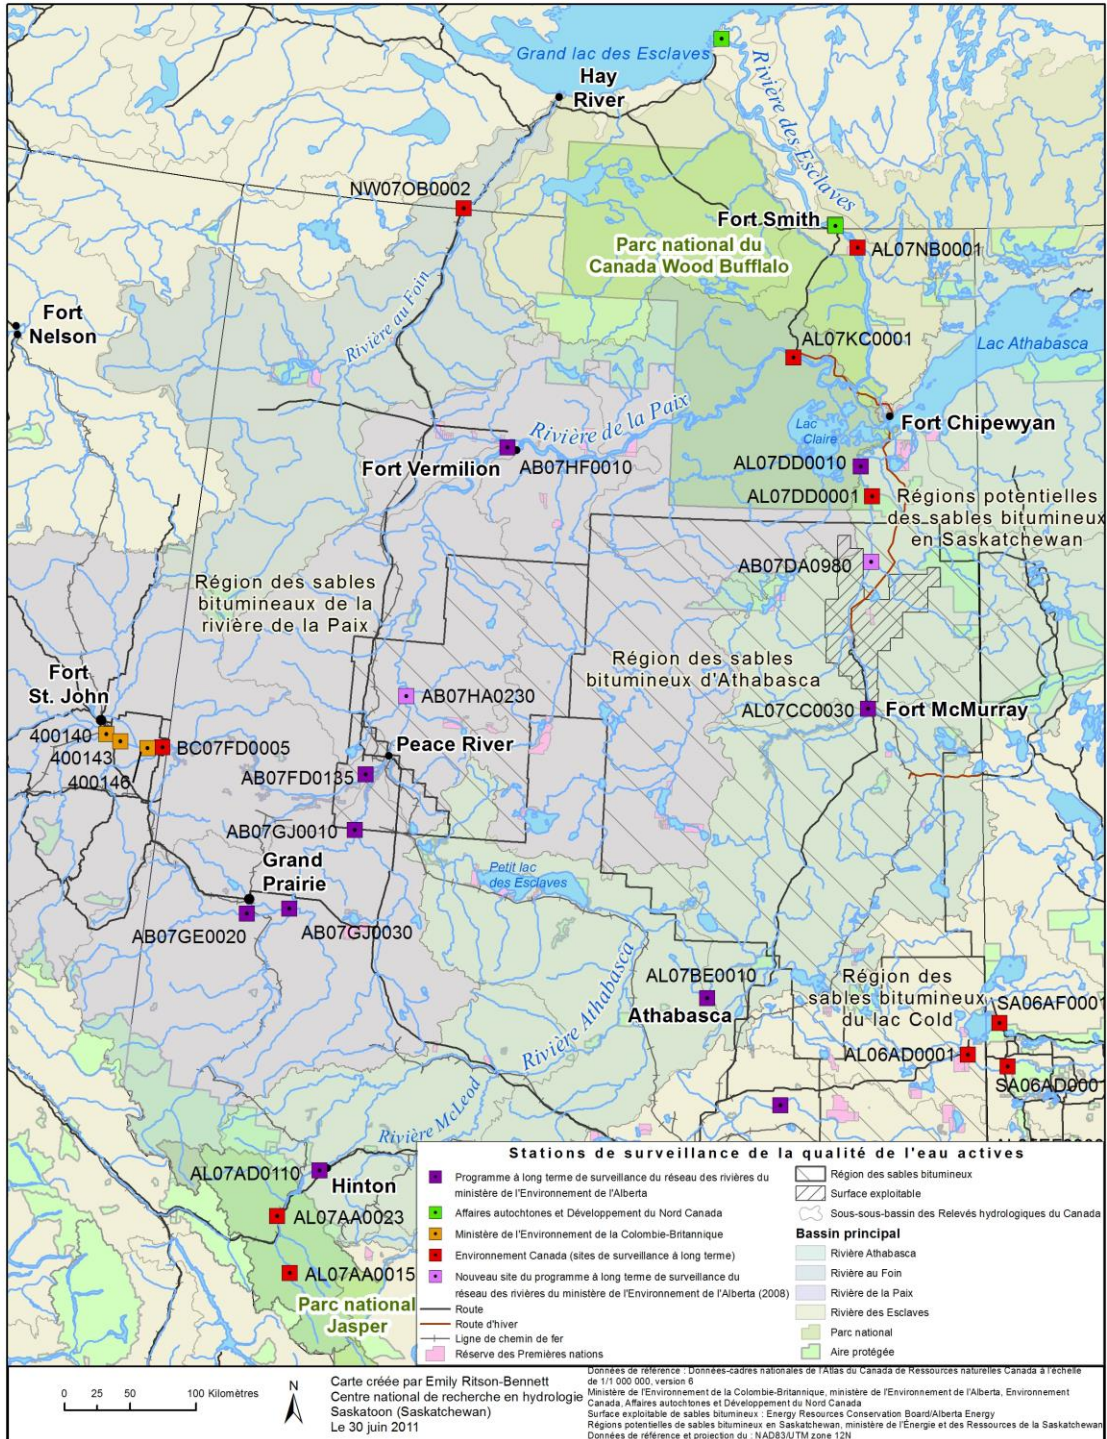 Grand lac des Esclaves
Hay
River
Rivière des Esclaves
NW07OB0002
Fort Smith
Parc national du
Canada Wood Bufflalo
AL07NB0001
Fort
Nelson
Rivière au Foin
AL07KC0001
Lac Athabasca
Rivière de la Paix
Lac
Claire
Fort Chipewyan
Fort Vermilion
AB07HF0010
AL07DD0010
AL07DD0001
Régions potentielles
des sables bitumineux
en Saskatchewan
AB07DA0980
Région des sables
bitumineaux de la
rivière de la Paix
Région des sables
bitumineux d'Athabasca
Fort
St. John
AB07HA0230
AL07CC0030
Fort McMurray
400140
400143
400146
BC07FD0005
Peace River
AB07FD0135
AB07GJ0010
Grand
Prairie
Petit lac
des Esclaves
AB07GE0020
AB07GJ0030
Rivière Athabasca
AL07BE0010
Athabasca
Région des
sables bitumineux
du lac Cold
SA06AF0001
AL06AD0001
SA06AD000
Rivière McLeod
AL07AD0110
Hinton
AL07AA0023
AL07AA0015
Parc national
Jasper
Stations de surveillance de la qualité de l'eau actives
Programme à long terme de surveillance du réseau des rivières du
ministère de l'Environnement de l'Alberta
Affaires autochtones et Dévelopement du Nord Canada
Ministère de l'Environnement de la Colombie-Britannique
Environnement Canada (sites de surveillance à long terme)
Nouveau site du programme à long terme de surveillance du
réseau des rivières du ministère de l'Environnement de l'Alberta (2008)
Route
Route d'hiver
Ligne de chemin de fer
Réserve des Premières nations
Région des sables bitumineux
Surface exploitable
Sous-sous-bassin des Relevés hydrologiques du Canada
Bassin principal
Rivière Athabasca
Rivière au Foin
Rivière de la Paix
Rivière des Esclaves
Parc national
Aire protégée
0 25 50 100 Kilomètres
N
Carte créée par Emily Ritson-Bennett
Centre national de recherche en hydrologie
Saskatoon (Saskatchewan)
Le 30 juin 2011
Données de référence : Données-cadres nationales de l'Atlas du Canada de Ressources naturelles Canada à l'échelle
de 1/1 000 000, version 6
Ministère de l'Environnement de la Colombie-Britannique, ministère de l'Environnement de l'Alberta, Environnement
Canada, Affaires autochtones et Dévelopement du Nord Canada
Surface exploitable de sables bitumineux : Energy Resources Conservation Board/Alberta Energy
Régions potentielles de sables bitumineux en Saskatchewan, ministère de l'Énergie et des Ressources de la Saskatchewan
Données de référence et projection du : NAD83/UTM zone 12N